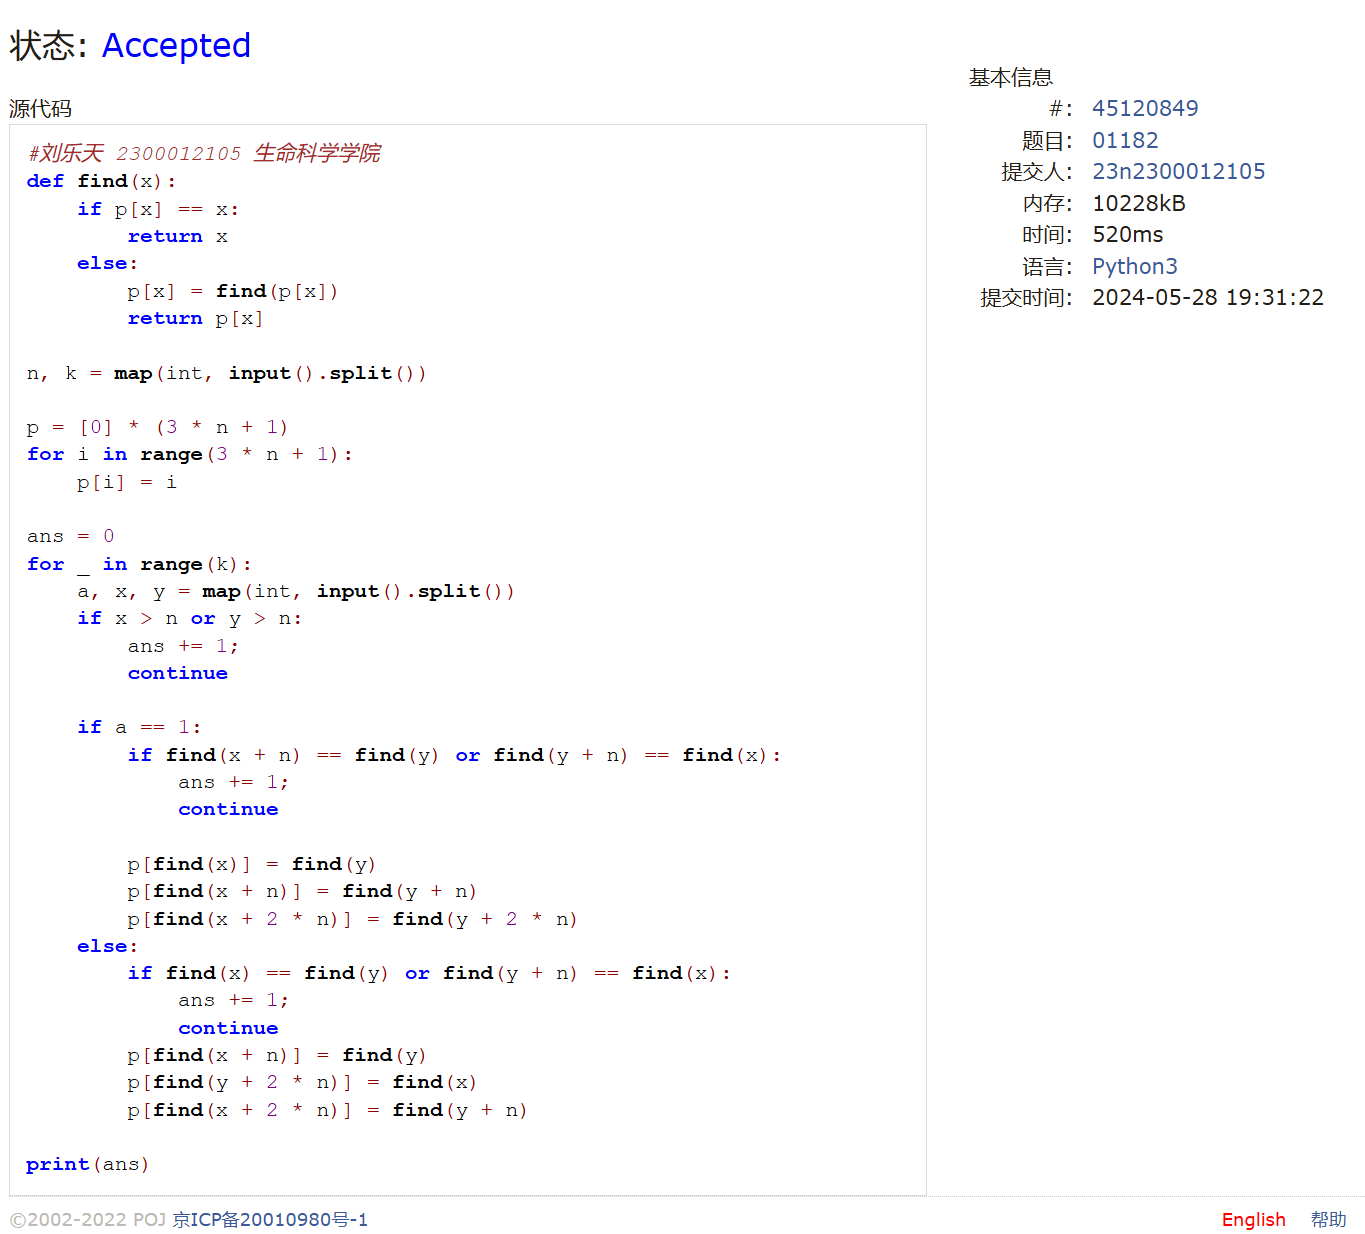 状态: Accepted
源代码
#刘乐天 2300012105 生命科学学院
def find(x):
    if p[x] == x:
        return x
    else:
        p[x] = find(p[x])
        return p[x]

n, k = map(int, input().split())

p = [0] * (3 * n + 1)
for i in range(3 * n + 1):
    p[i] = i

ans = 0
for _ in range(k):
    a, x, y = map(int, input().split())
    if x > n or y > n:
        ans += 1;
        continue

    if a == 1:
        if find(x + n) == find(y) or find(y + n) == find(x):
            ans += 1;
            continue

        p[find(x)] = find(y)
        p[find(x + n)] = find(y + n)
        p[find(x + 2 * n)] = find(y + 2 * n)
    else:
        if find(x) == find(y) or find(y + n) == find(x):
            ans += 1;
            continue
        p[find(x + n)] = find(y)
        p[find(y + 2 * n)] = find(x)
        p[find(x + 2 * n)] = find(y + n)

print(ans)
基本信息
#: 45120849
题目: 01182
提交人: 23n2300012105
内存: 10228kB
时间: 520ms
语言: Python3
提交时间: 2024-05-28 19:31:22
©2002-2022 POJ 京ICP备20010980号-1
English 帮助